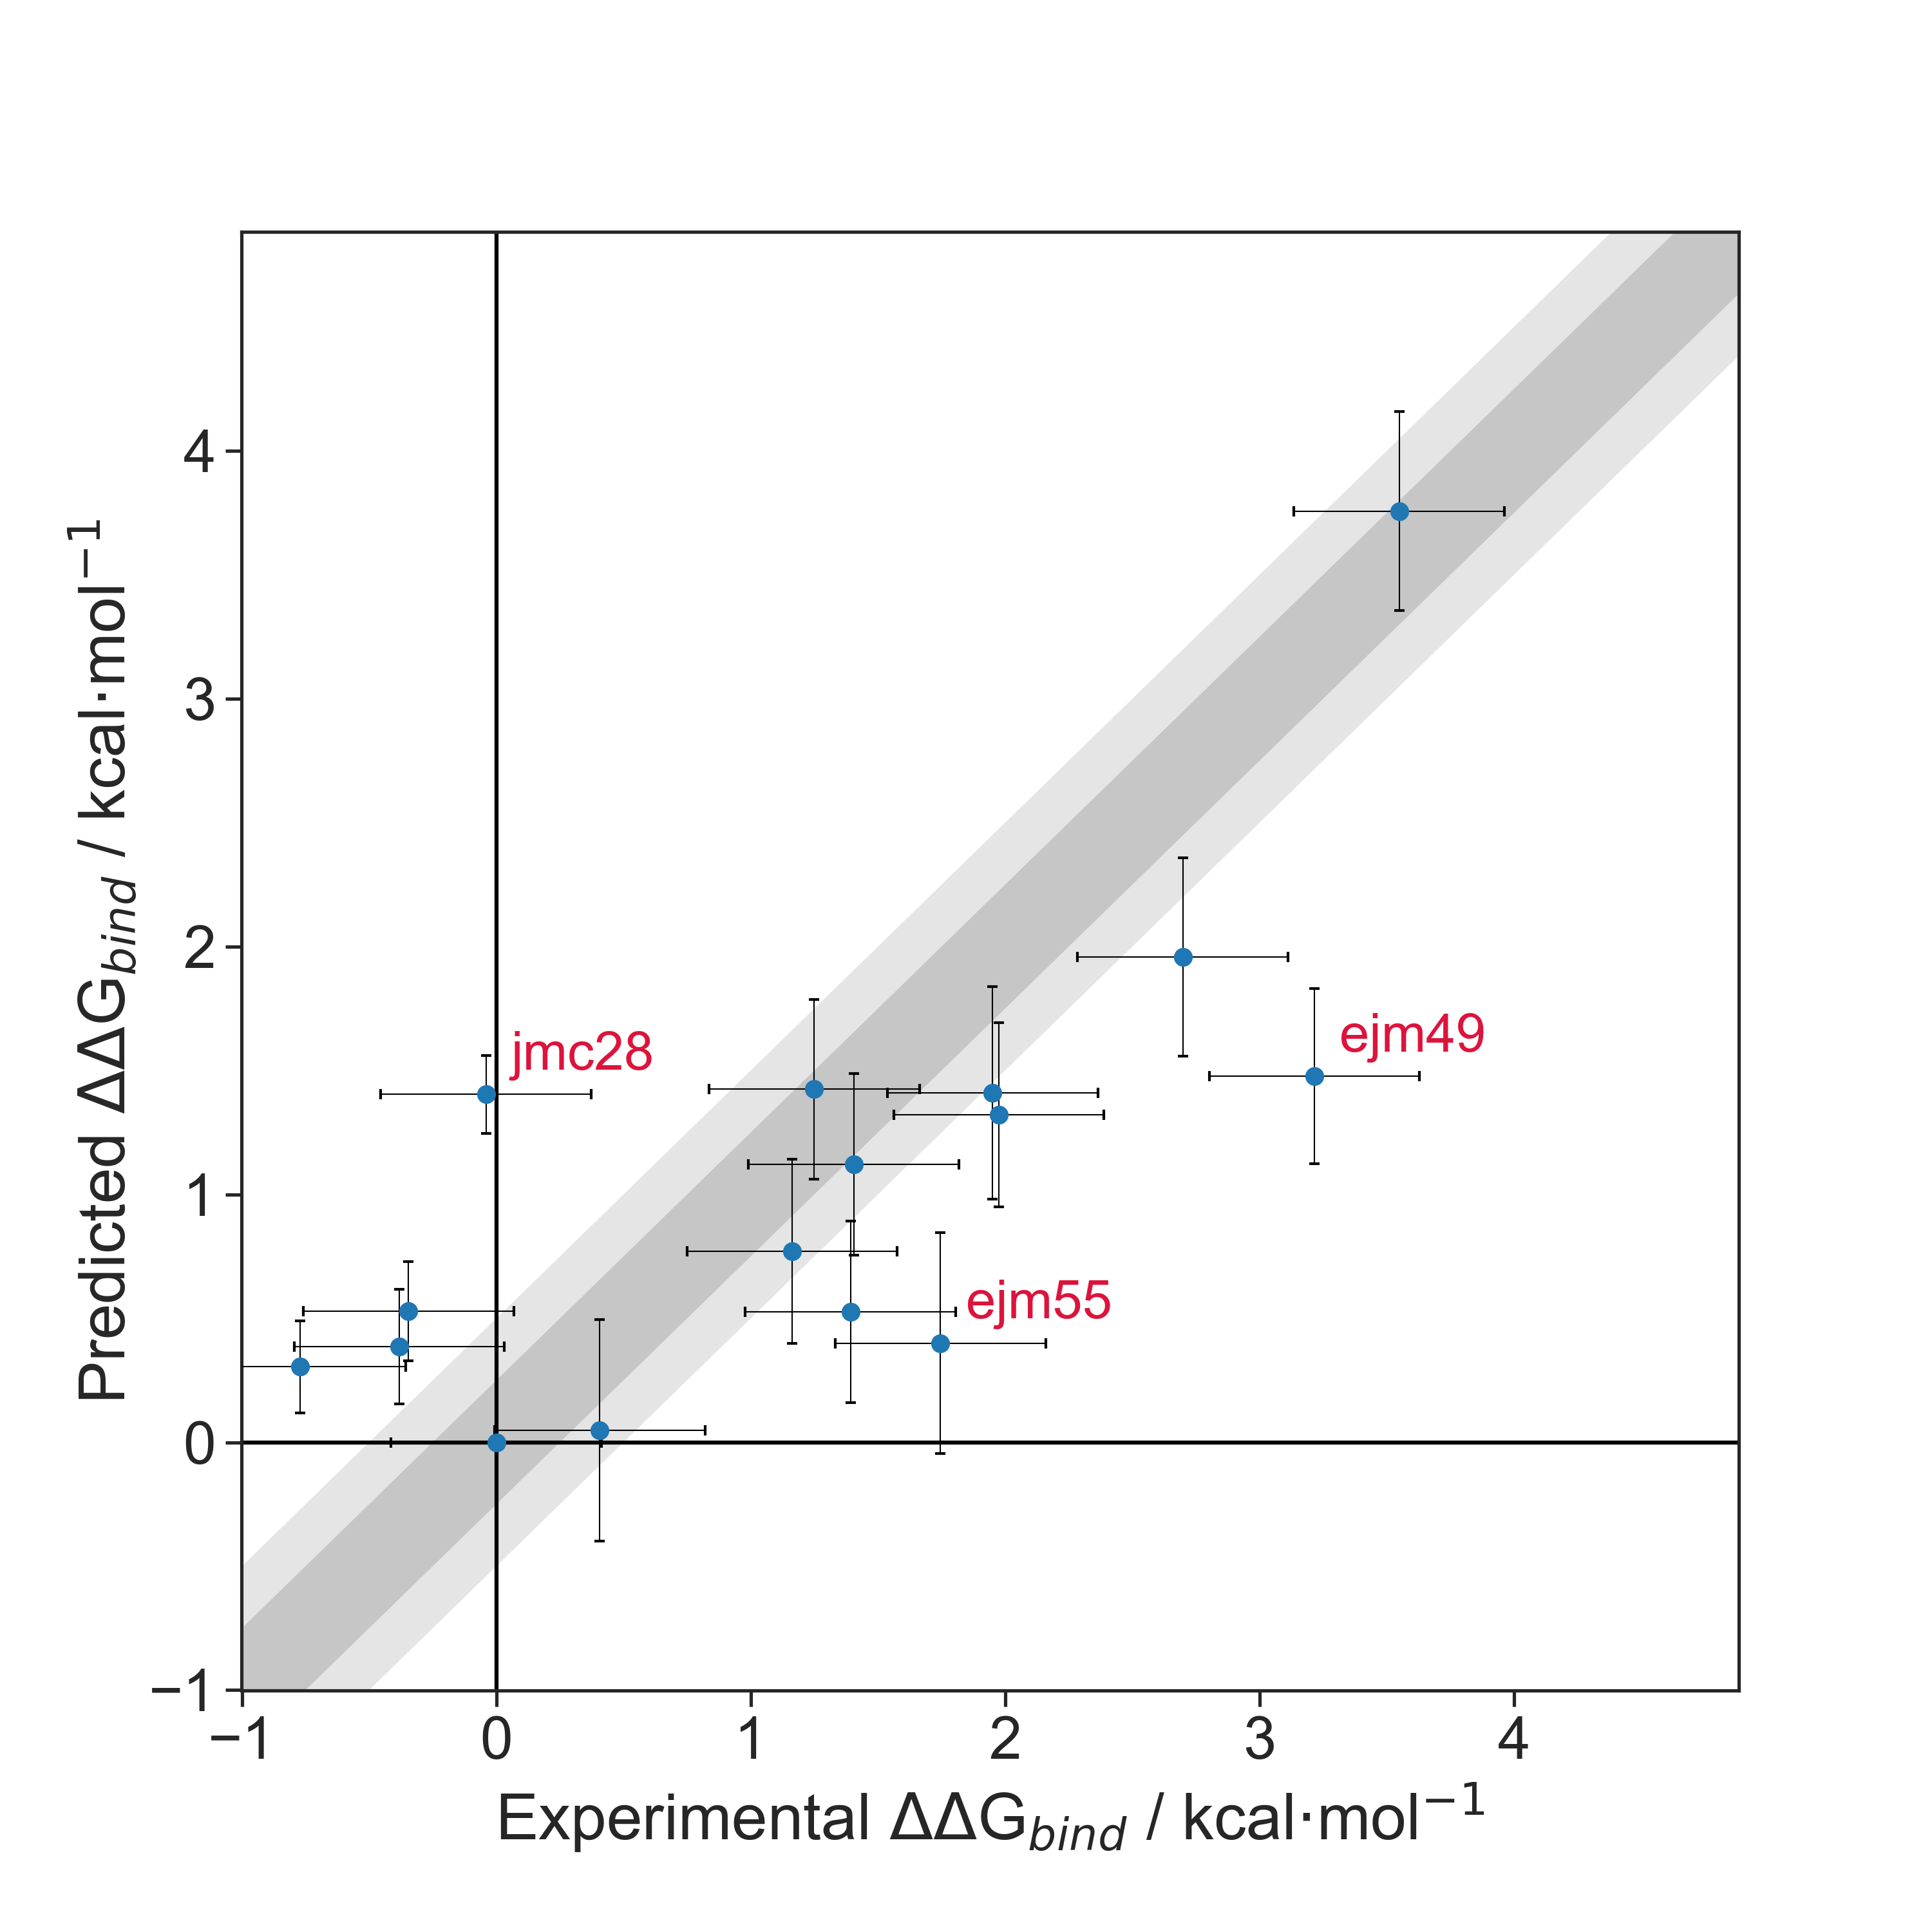 Predicted ΔΔG_bind / kcal·mol⁻¹
4
3
2
1
0
−1
jmc28
ejm49
ejm55
−1 0 1 2 3 4
Experimental ΔΔG_bind / kcal·mol⁻¹